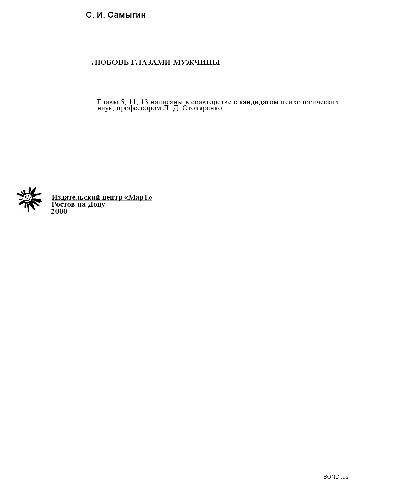 С. И. Самыгин
ЛЮБОВЬ ГЛАЗАМИ МУЖЧИНЫ
Главы 5, 11, 13 написаны в соавторстве с кандидатом психологических
наук, профессором Л. Д. Столяренко
Издательский центр «МарТ»
Ростов на Дону
2000